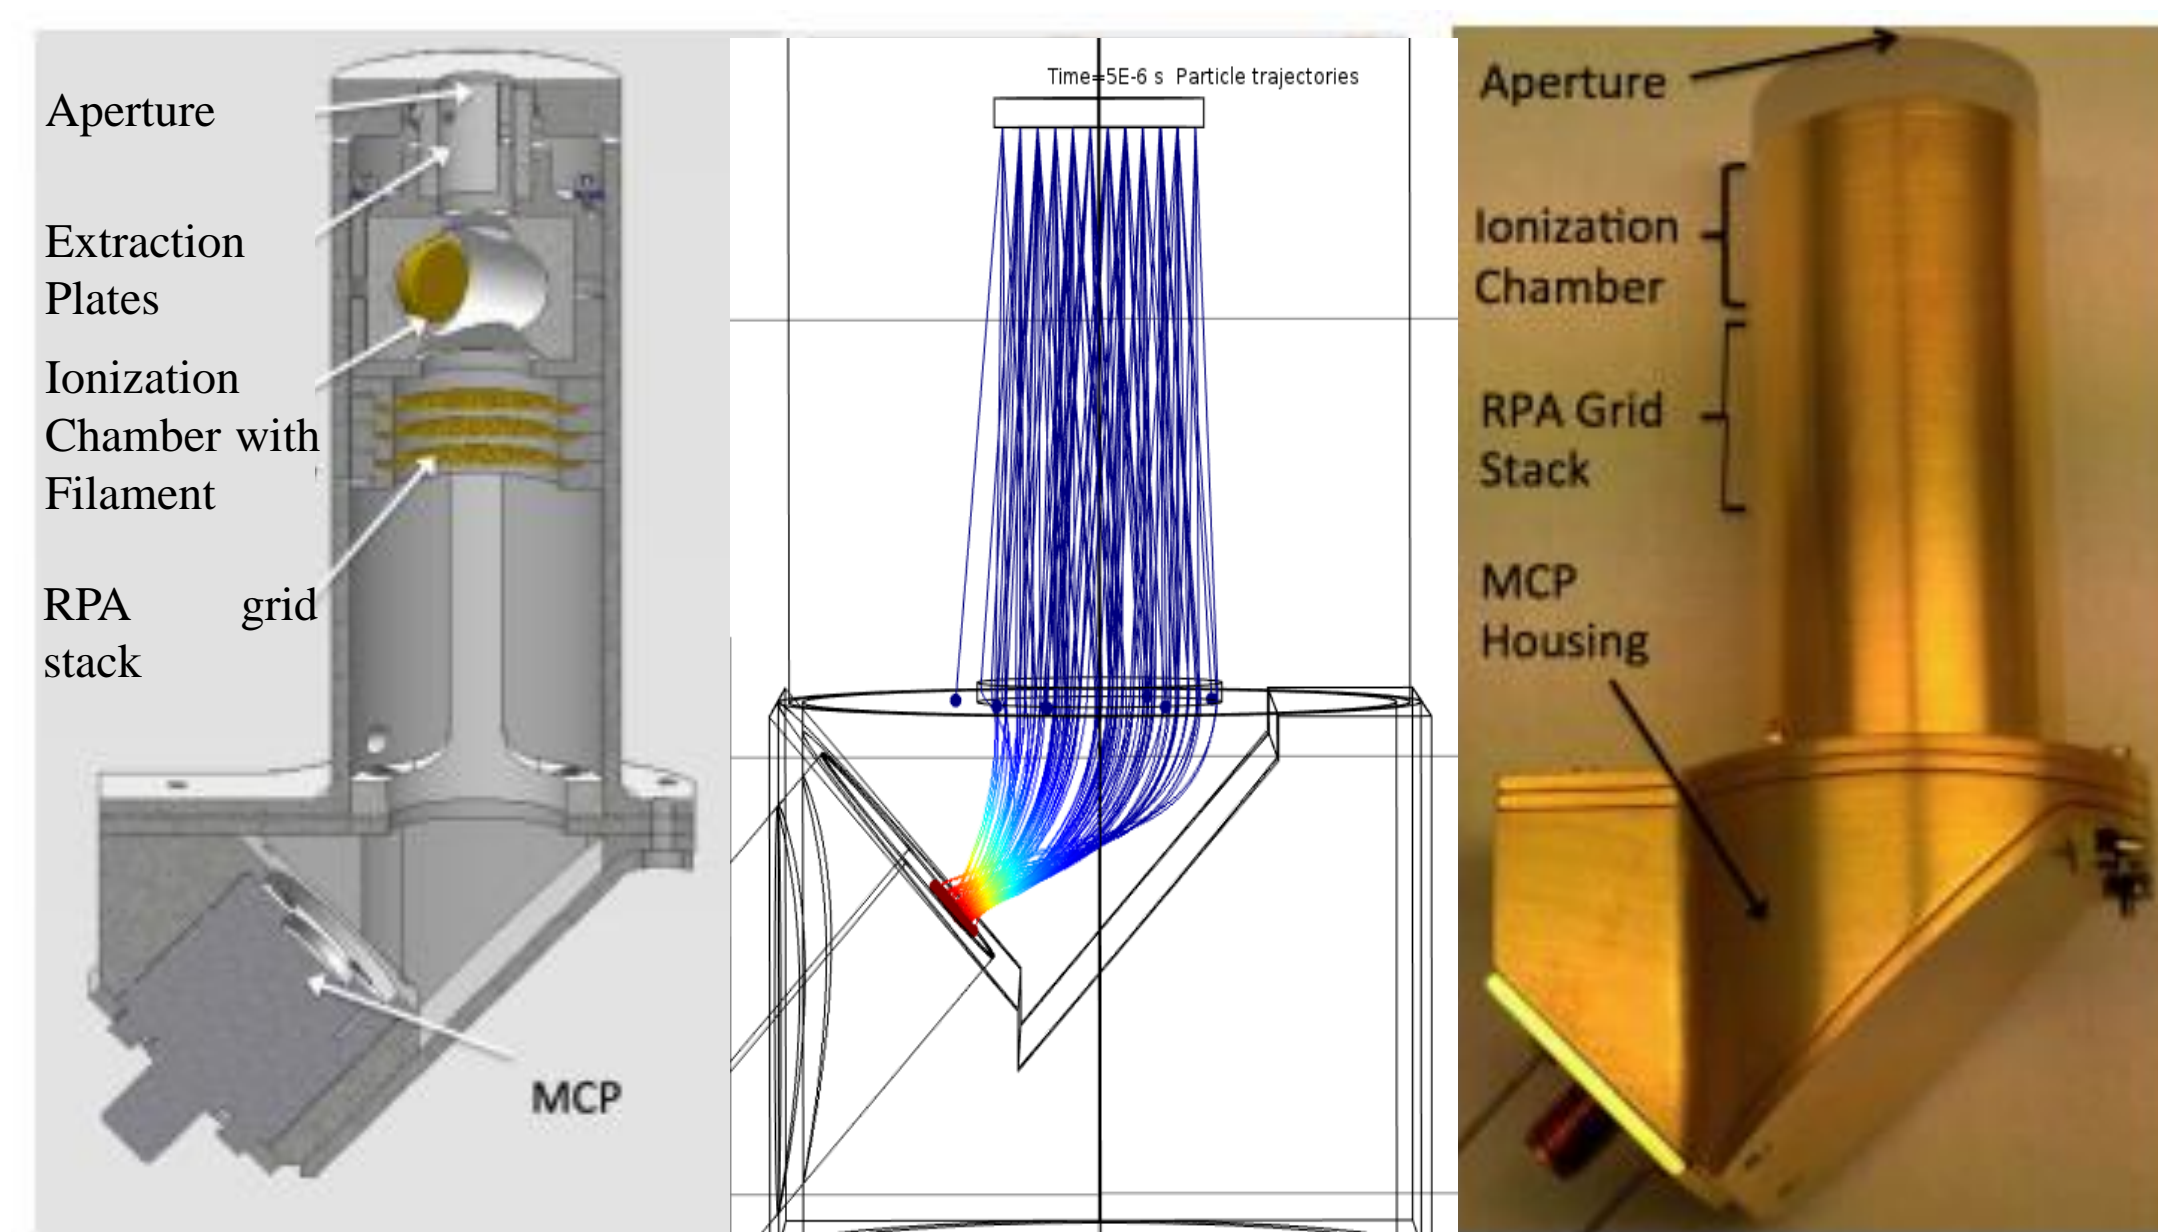 Aperture
Extraction
Plates
Ionization
Chamber with
Filament
RPA grid
stack
MCP
Time=5E-6 s Particle trajectories
Aperture
Ionization
Chamber
RPA Grid
Stack
MCP
Housing